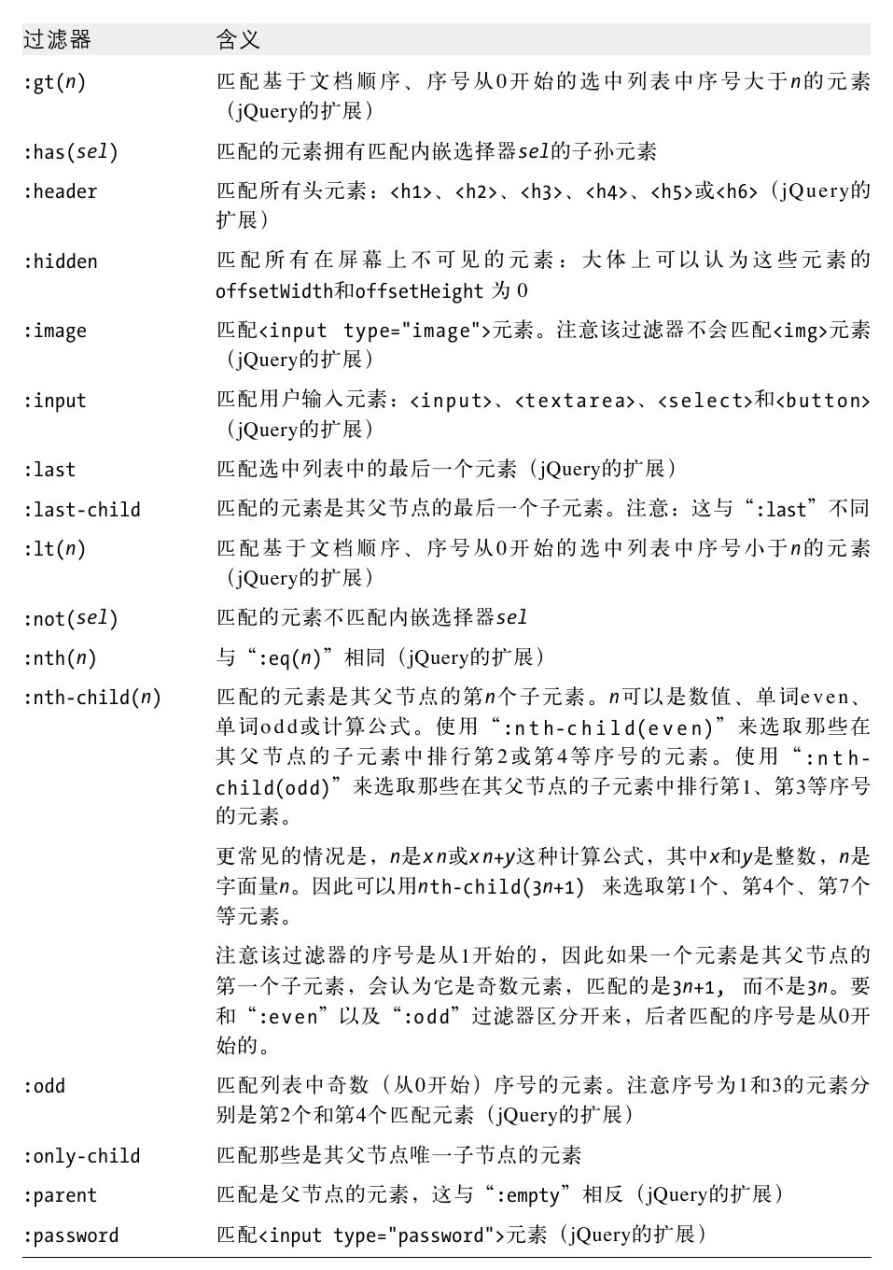 过滤器 含义
:gt(n) 匹配基于文档顺序、序号从0开始的选中列表中序号大于n的元素
（jQuery的扩展）
:has(sel) 匹配的元素拥有匹配内嵌选择器sel的子孙元素
:header 匹配所有头元素：<h1>、<h2>、<h3>、<h4>、<h5>或<h6>（jQuery的
扩展）
:hidden 匹配所有在屏幕上不可见的元素：大体上可以认为这些元素的
offsetWidth和offsetHeight 为 0
:image 匹配<input type="image">元素。注意该过滤器不会匹配<img>元素
（jQuery的扩展）
:input 匹配用户输入元素：<input>、<textarea>、<select>和<button>
（jQuery的扩展）
:last 匹配选中列表中的最后一个元素（jQuery的扩展）
:last-child 匹配的元素是其父节点的最后一个子元素。注意：这与“:last”不同
:lt(n) 匹配基于文档顺序、序号从0开始的选中列表中序号小于n的元素
（jQuery的扩展）
:not(sel) 匹配的元素不匹配内嵌选择器sel
:nth(n) 与“:eq(n)”相同（jQuery的扩展）
:nth-child(n) 匹配的元素是其父节点的第n个子元素。n可以是数值、单词even、
单词odd或计算公式。使用“:nth-child(even)”来选取那些在
其父节点的子元素中排行第2或第4等序号的元素。使用“:nth-
child(odd)”来选取那些在其父节点的子元素中排行第1、第3等序号
的元素。
更常见的情况是，n是xn或xn+y这种计算公式，其中x和y是整数，n是
字面量n。因此可以用nth-child(3n+1) 来选取第1个、第4个、第7个
等元素。
注意该过滤器的序号是从1开始的，因此如果一个元素是其父节点的
第一个子元素，会认为它是奇数元素，匹配的是3n+1, 而不是3n。要
和“:even”以及“:odd”过滤器区分开来，后者匹配的序号是从0开
始的。
:odd 匹配列表中奇数（从0开始）序号的元素。注意序号为1和3的元素分
别是第2个和第4个匹配元素（jQuery的扩展）
:only-child 匹配那些是其父节点唯一子节点的元素
:parent 匹配是父节点的元素，这与“:empty”相反（jQuery的扩展）
:password 匹配<input type="password">元素（jQuery的扩展）